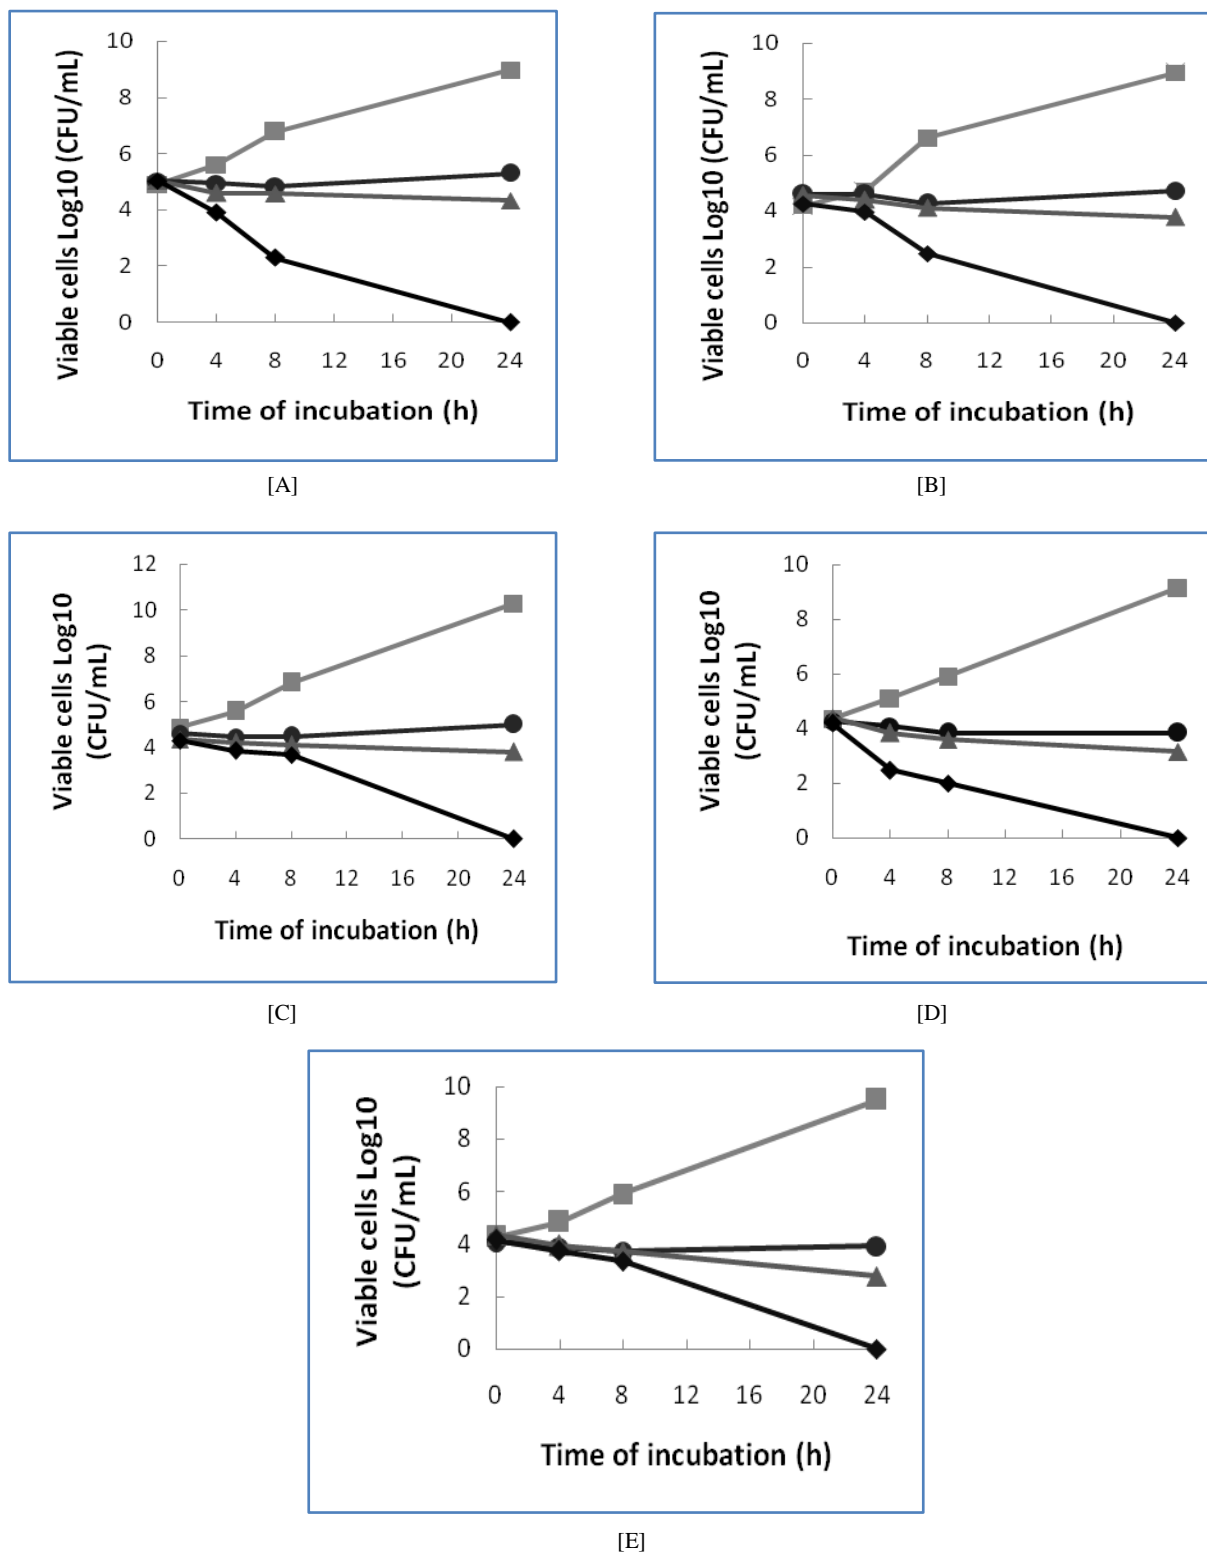 Viable cells Log10 (CFU/mL)
10
8
6
4
2
0
0 4 8 12 16 20 24
Time of incubation (h)
[A]
Viable cells Log10 (CFU/mL)
10
8
6
4
2
0
0 4 8 12 16 20 24
Time of incubation (h)
[B]
Viable cells Log10
(CFU/mL)
12
10
8
6
4
2
0
0 4 8 12 16 20 24
Time of incubation (h)
[C]
Viable cells Log10
(CFU/mL)
10
8
6
4
2
0
0 4 8 12 16 20 24
Time of incubation (h)
[D]
Viable cells Log10
(CFU/mL)
10
8
6
4
2
0
0 4 8 12 16 20 24
Time of incubation (h)
[E]